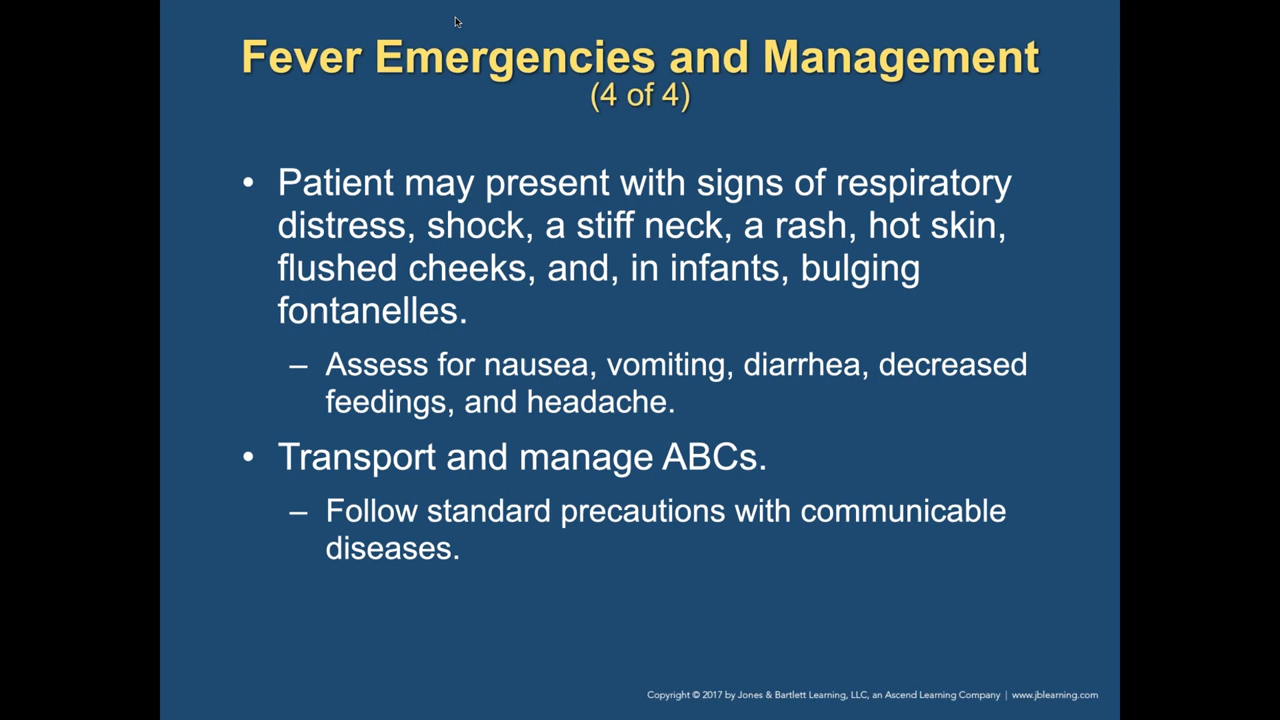 Fever Emergencies and Management
(4 of 4)
• Patient may present with signs of respiratory
distress, shock, a stiff neck, a rash, hot skin,
flushed cheeks, and, in infants, bulging
fontanelles.
– Assess for nausea, vomiting, diarrhea, decreased
feedings, and headache.
• Transport and manage ABCs.
– Follow standard precautions with communicable
diseases.
Copyright © 2017 by Jones & Bartlett Learning, LLC, an Ascend Learning Company | www.jblearning.com